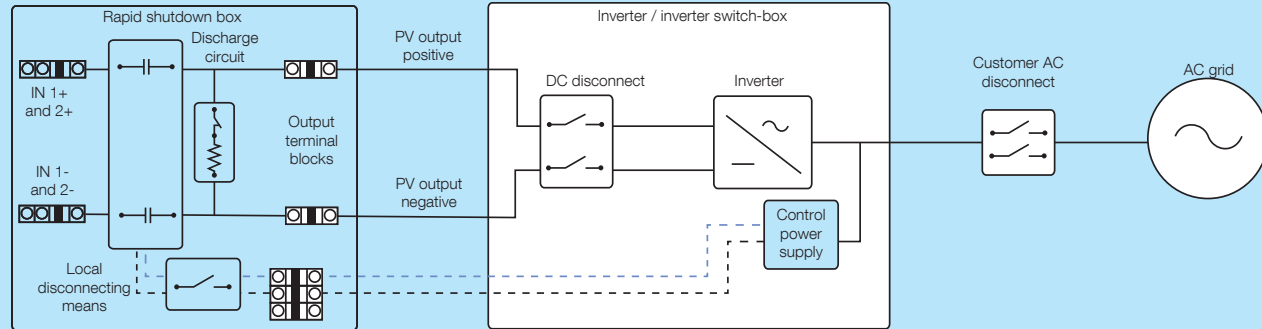 Rapid shutdown box
Discharge
circuit
IN 1+
and 2+
IN 1-
and 2-
Output
terminal
blocks
Local
disconnecting
means
PV output
positive
PV output
negative
Inverter / inverter switch-box
DC disconnect
Inverter
Control
power
supply
Customer AC
disconnect
AC grid